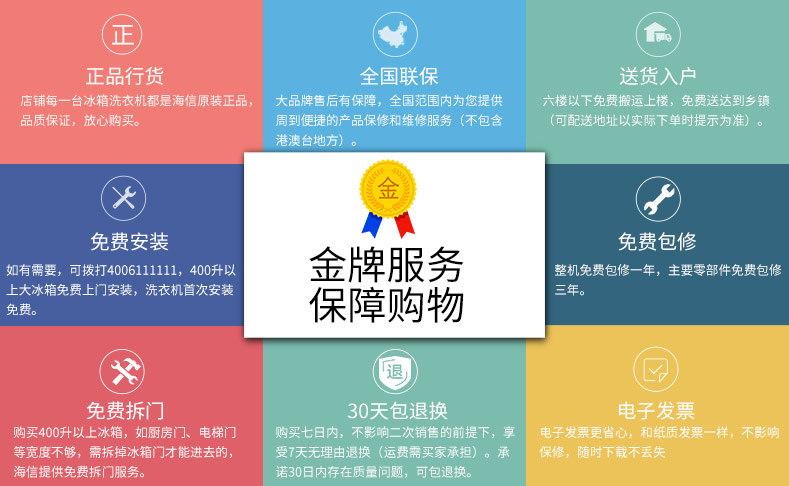 正
正品行货
店铺每一台冰箱洗衣机都是海信原装正品，
品质保证，放心购买。
全国联保
大品牌售后有保障，全国范围内为您提供
周到便捷的产品保修和维修服务（不包含
港澳台地方）。
送货入户
六楼以下免费搬运上楼，免费送达到乡镇
（可配送地址以实际下单时提示为准）。
免费安装
如有需要，可拨打4006111111，400升以
上大冰箱免费上门安装，洗衣机首次安装
免费。
金
金牌服务
保障购物
免费包修
整机免费包修一年，主要零部件免费包修
三年。
免费拆门
购买400升以上冰箱，如厨房门、电梯门
等宽度不够，需拆掉冰箱门才能进去的，
海信提供免费拆门服务。
退
30天包退换
购买七日内，不影响二次销售的前提下，享
受7天无理由退换（运费需买家承担）。承
诺30日内存在质量问题，可包退换。
电子发票
电子发票更省心，和纸质发票一样，不影响
保修，随时下载不丢失